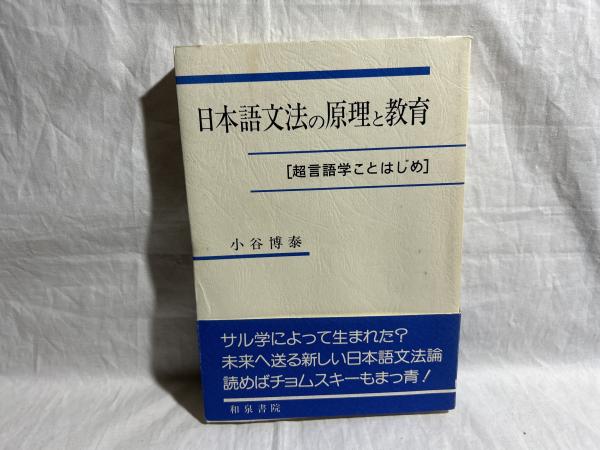 日本語文法の原理と教育
[超言語学ことはじめ]
小谷博泰
サル学によって生まれた?
未来へ送る新しい日本語文法論
読めばチョムスキーもまっ青!
和泉書院